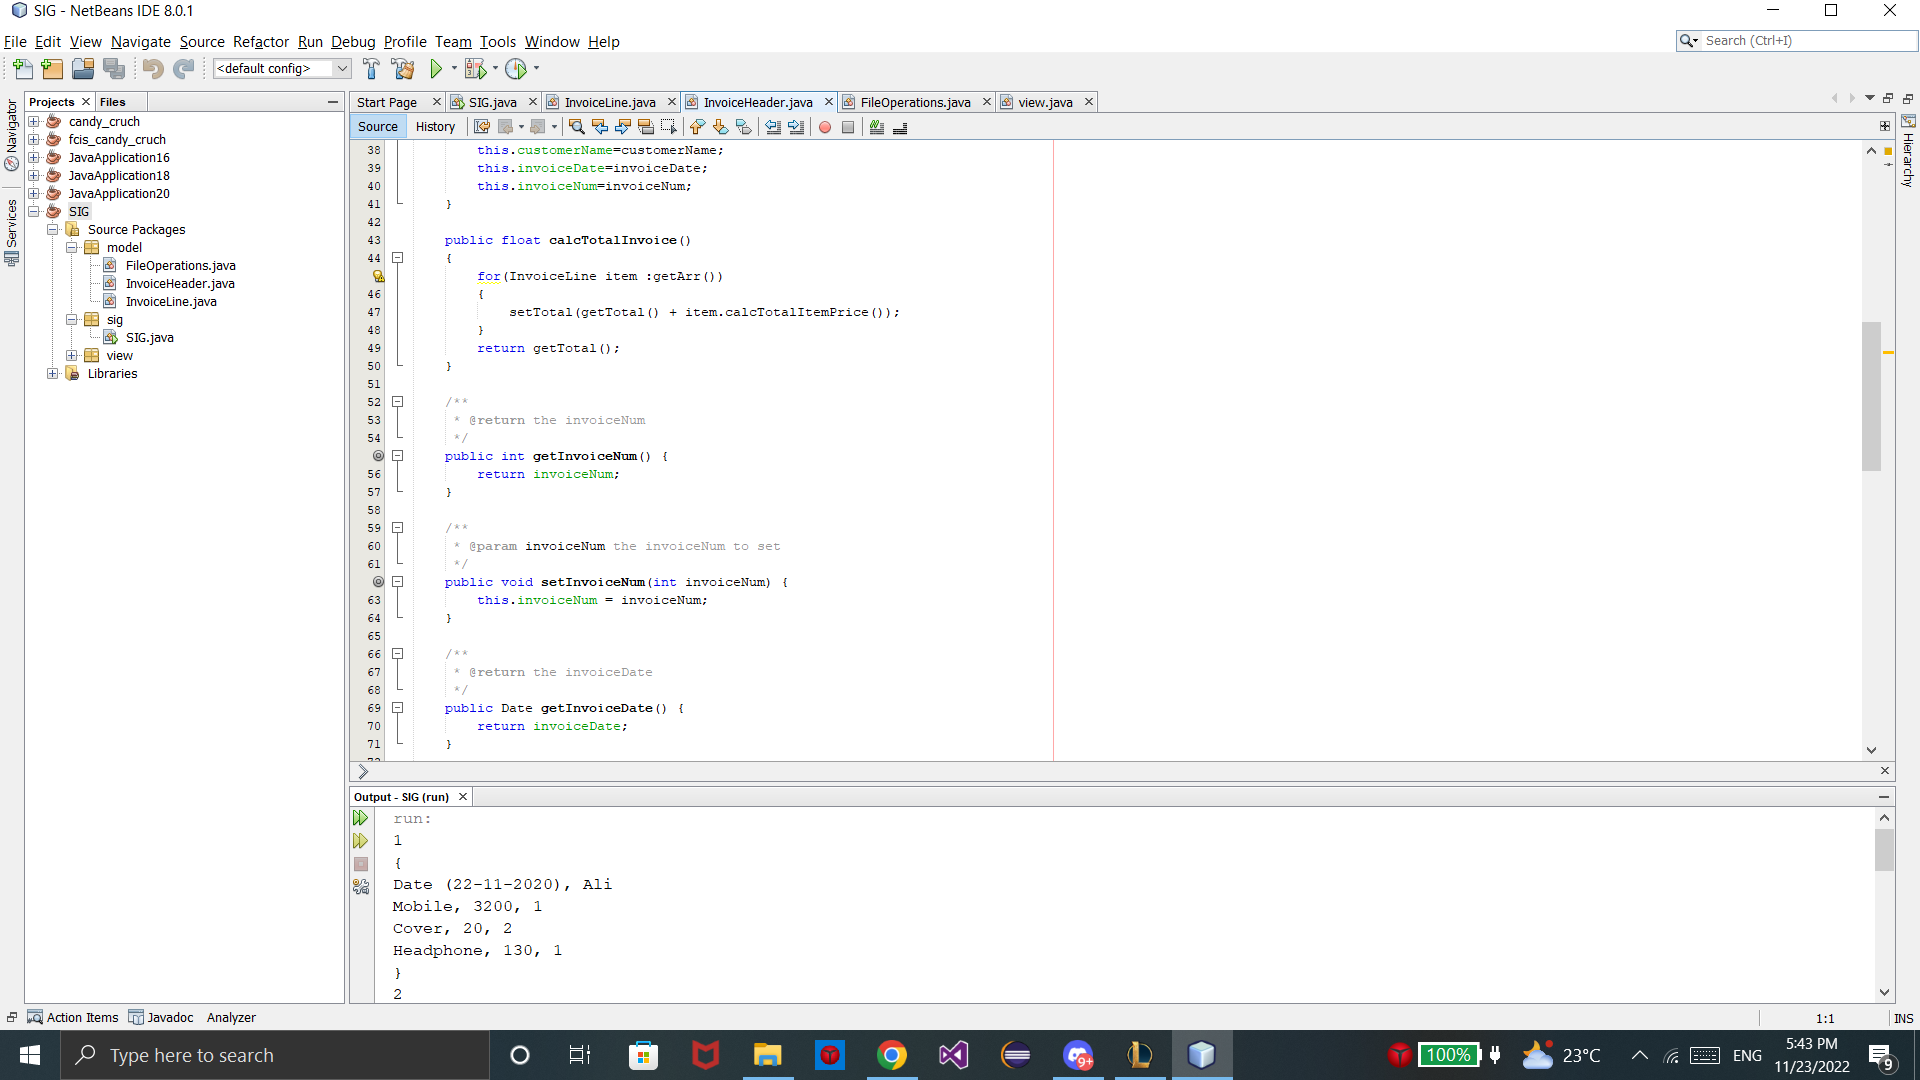 SIG - NetBeans IDE 8.0.1
File Edit View Navigate Source Refactor Run Debug Profile Team Tools Window Help
Search (Ctrl+I)
<default config>
Projects Files
Navigator
Services
Hierarchy
candy_cruch
fcis_candy_cruch
JavaApplication16
JavaApplication18
JavaApplication20
SIG
Source Packages
model
FileOperations.java
InvoiceHeader.java
InvoiceLine.java
sig
SIG.java
view
Libraries
Start Page SIG.java InvoiceLine.java InvoiceHeader.java FileOperations.java view.java
Source History
38 this.customerName=customerName;
39 this.invoiceDate=invoiceDate;
40 this.invoiceNum=invoiceNum;
41 }
42
43 public float calcTotalInvoice()
44 {
for(InvoiceLine item :getArr())
46 {
47 setTotal(getTotal() + item.calcTotalItemPrice());
48 }
49 return getTotal();
50 }
51
52 /**
53 * @return the invoiceNum
54 */
public int getInvoiceNum() {
56 return invoiceNum;
57 }
58
59 /**
60 * @param invoiceNum the invoiceNum to set
61 */
public void setInvoiceNum(int invoiceNum) {
63 this.invoiceNum = invoiceNum;
64 }
65
66 /**
67 * @return the invoiceDate
68 */
69 public Date getInvoiceDate() {
70 return invoiceDate;
71 }
72
Output - SIG (run)
run:
1
{
Date (22-11-2020), Ali
Mobile, 3200, 1
Cover, 20, 2
Headphone, 130, 1
}
2
Action Items Javadoc Analyzer
1:1 INS
Type here to search
9+
100%
23°C
ENG
5:43 PM
11/23/2022
9